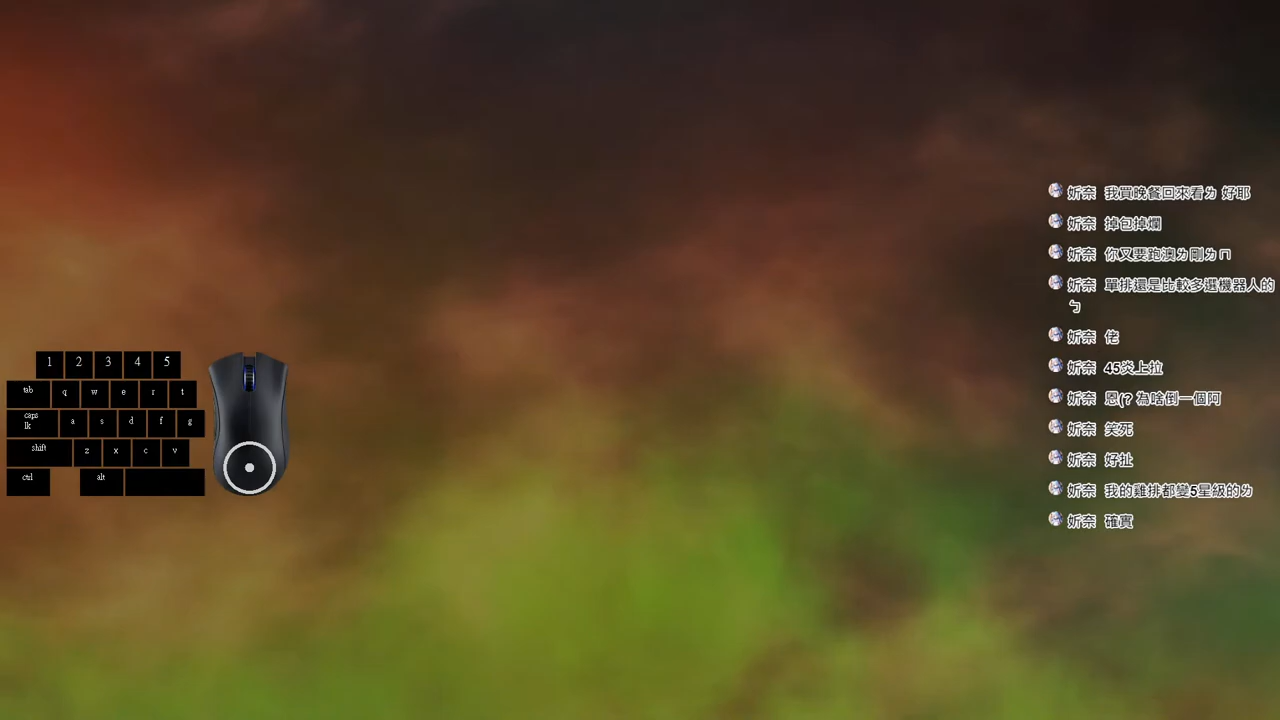 妡奈 我買晚餐回來看ㄌ 好耶
妡奈 掉包掉爛
妡奈 你又要跑澳ㄌ剛ㄌㄇ
妡奈 單排還是比較多選機器人的
ㄅ
妡奈 佬
妡奈 45炎上拉
妡奈 恩(? 為啥倒一個阿
妡奈 笑死
妡奈 好扯
妡奈 我的雞排都變5星級的ㄌ
妡奈 確實
1 2 3 4 5
tab q w e r t
caps
lk a s d f g
shift z x c v
ctrl alt